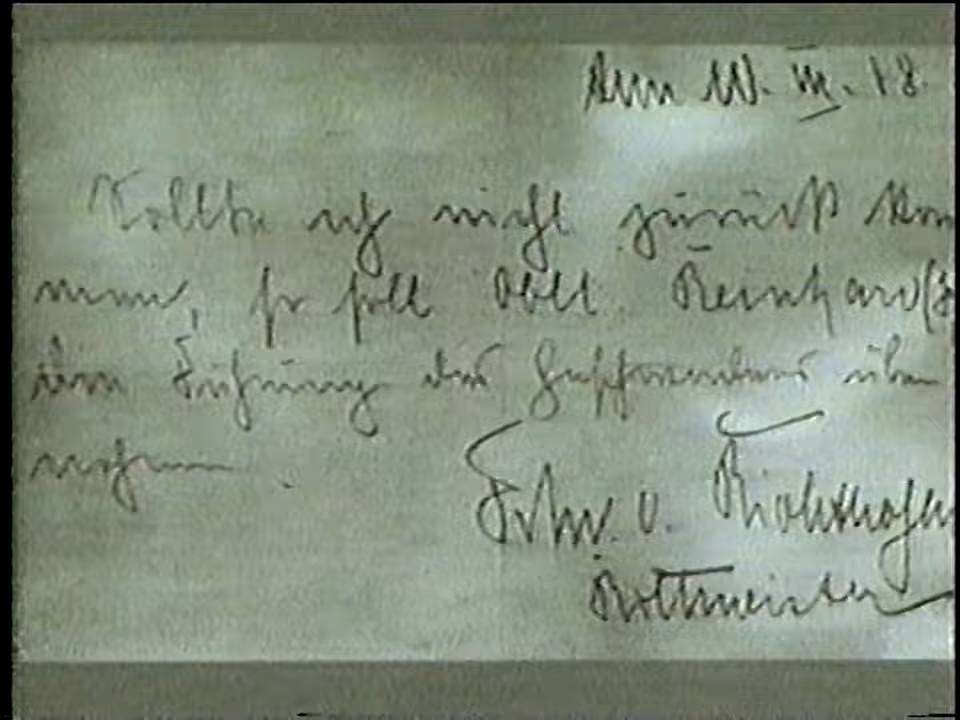 Den 10. III. 18.
Sollte ich nicht zurück kom
men, so soll Oblt. Reinhard
die Führung des Geschwaders über
nehmen.
Frhr. v. Richthofen
Rittmeister